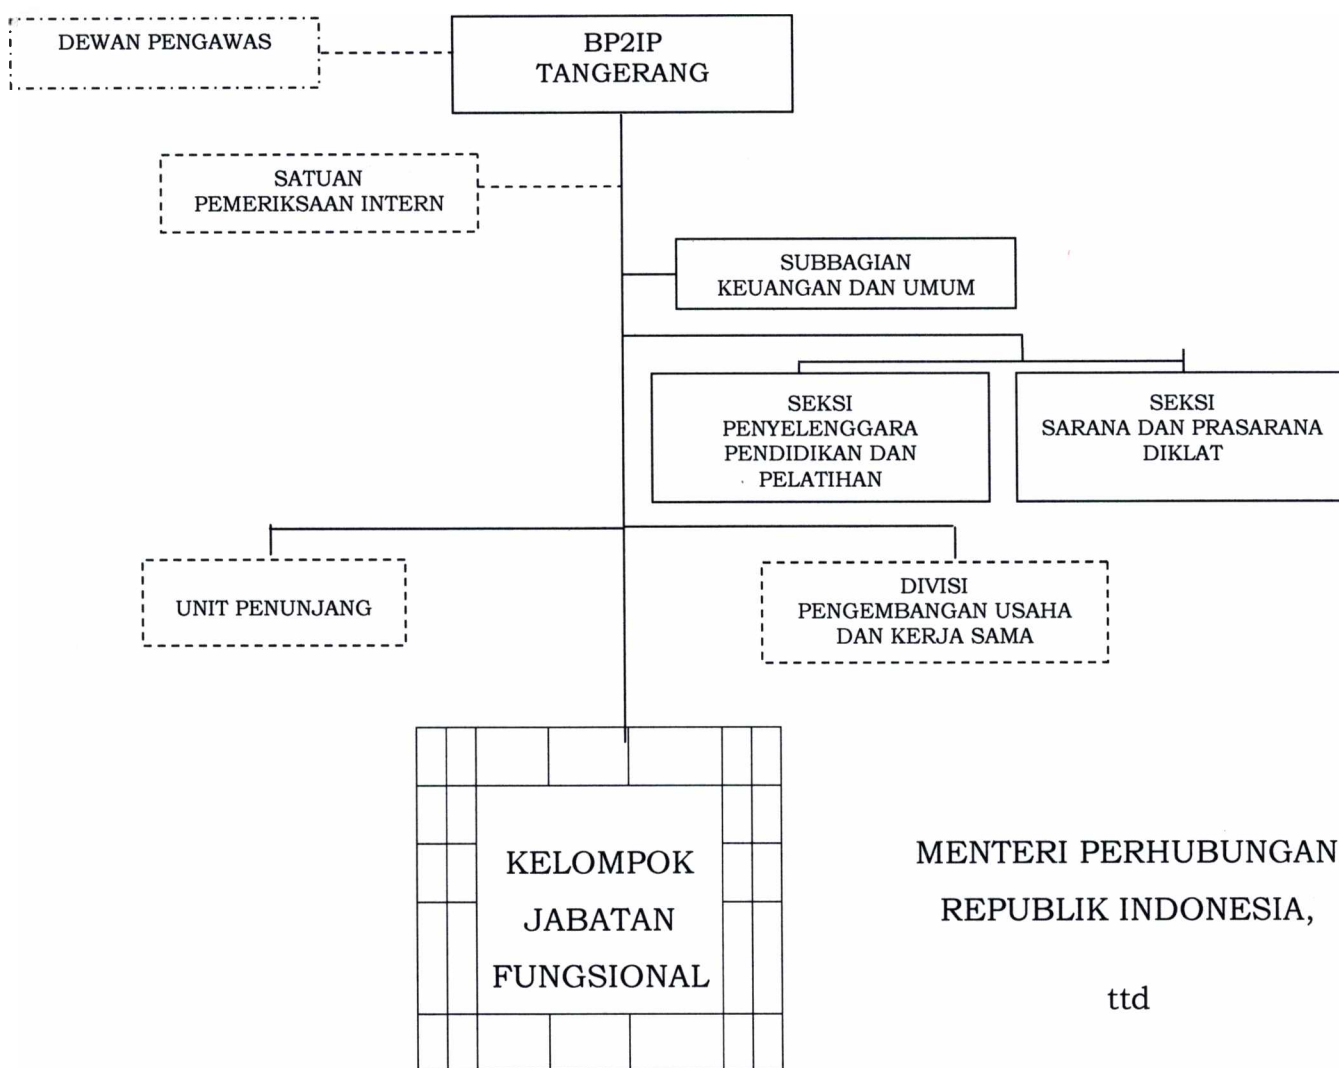 DEWAN PENGAWAS
BP2IP
TANGERANG
SATUAN
PEMERIKSAAN INTERN
SUBBAGIAN
KEUANGAN DAN UMUM
SEKSI
PENYELENGGARA
PENDIDIKAN DAN
PELATIHAN
SEKSI
SARANA DAN PRASARANA
DIKLAT
UNIT PENUNJANG
DIVISI
PENGEMBANGAN USAHA
DAN KERJA SAMA
KELOMPOK
JABATAN
FUNGSIONAL
MENTERI PERHUBUNGAN
REPUBLIK INDONESIA,
ttd